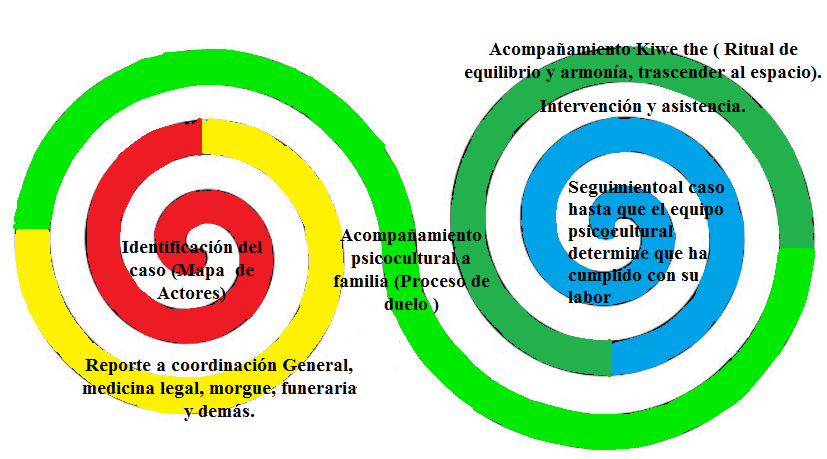 Identificación del
caso (Mapa de
Actores)
Reporte a coordinación General,
medicina legal, morgue, funeraria
y demás.
Acompañamiento
psicocultural a
familia (Proceso de
duelo )
Acompañamiento Kiwe the ( Ritual de
equilibrio y armonía, trascender al espacio).
Intervención y asistencia.
Seguimientoal caso
hasta que el equipo
psicocultural
determine que ha
cumplido con su
labor